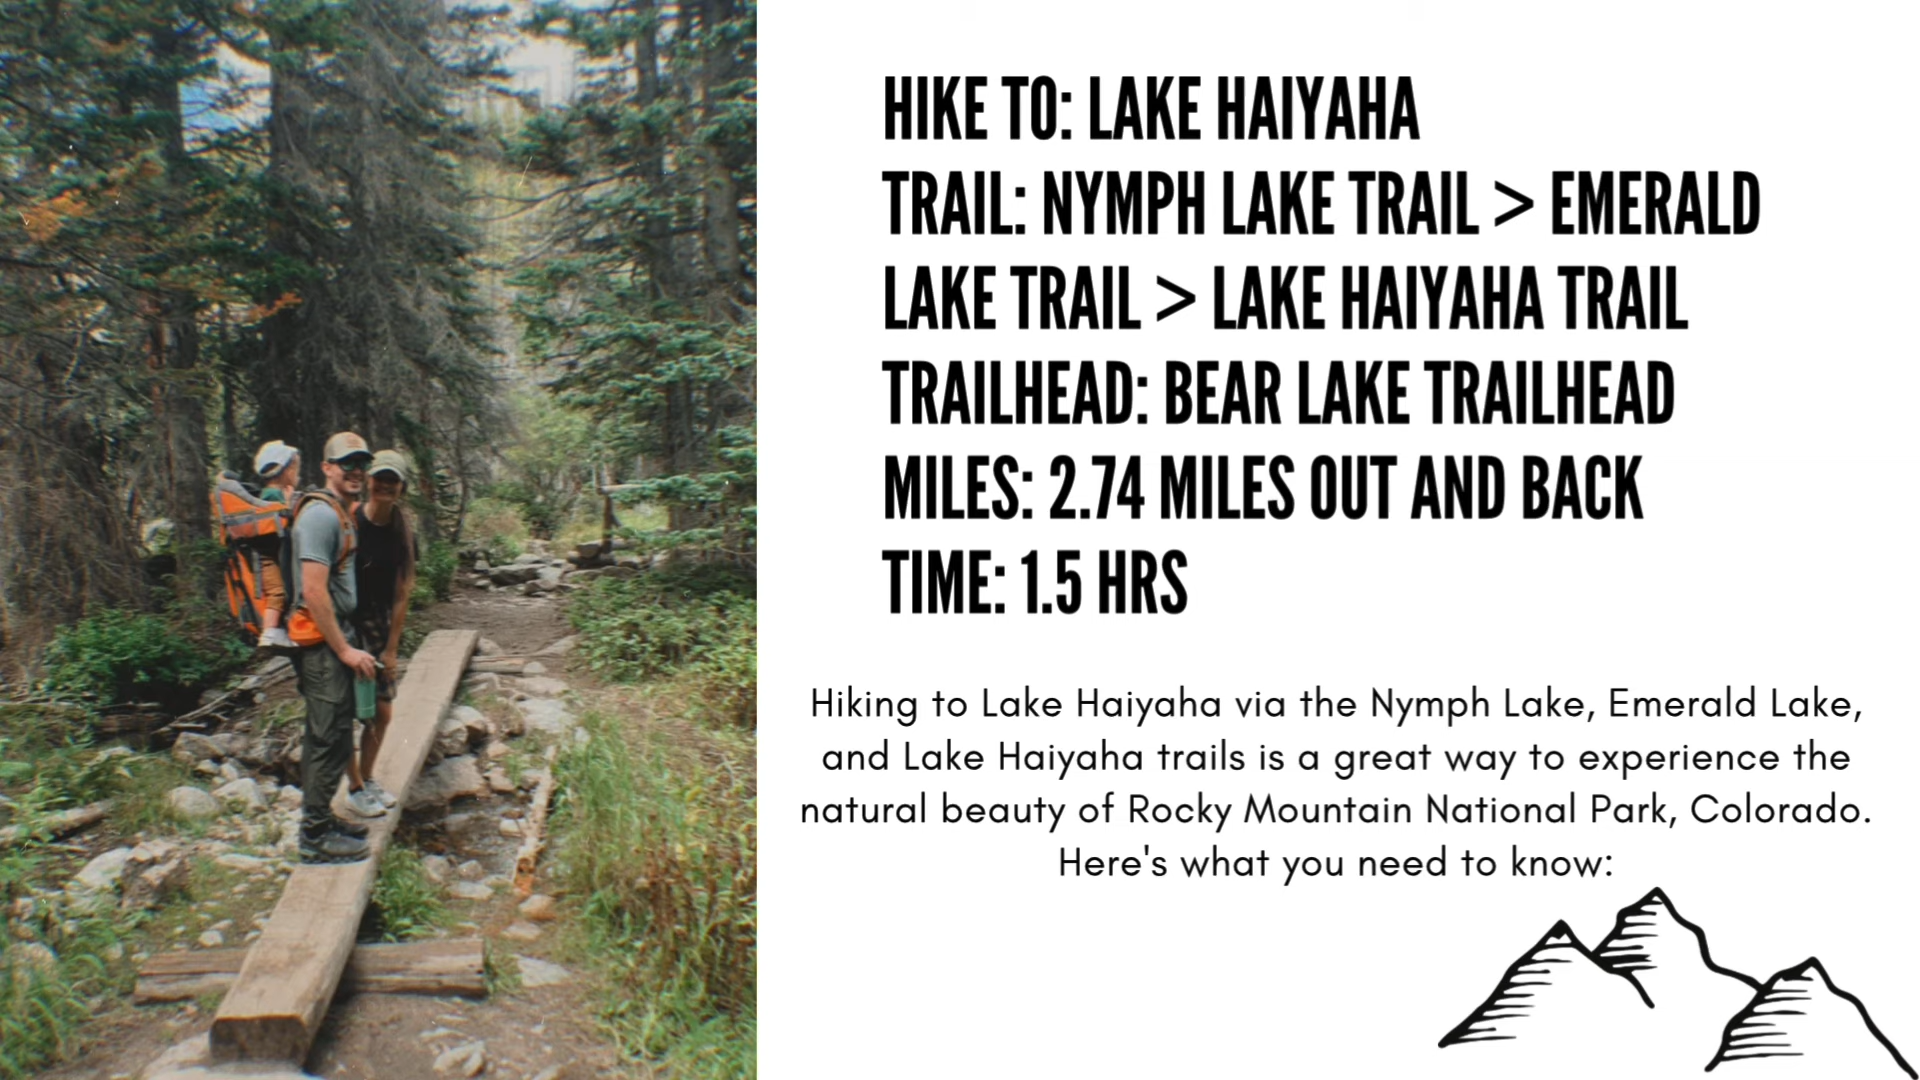 HIKE TO: LAKE HAIYAHA
TRAIL: NYMPH LAKE TRAIL > EMERALD
LAKE TRAIL > LAKE HAIYAHA TRAIL
TRAILHEAD: BEAR LAKE TRAILHEAD
MILES: 2.74 MILES OUT AND BACK
TIME: 1.5 HRS
Hiking to Lake Haiyaha via the Nymph Lake, Emerald Lake,
and Lake Haiyaha trails is a great way to experience the
natural beauty of Rocky Mountain National Park, Colorado.
Here's what you need to know: